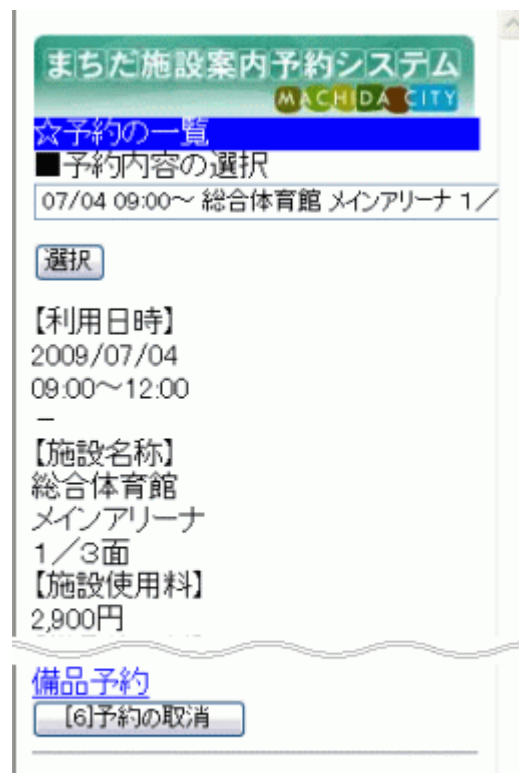 まちだ施設案内予約システム
MACHIDA CITY
☆予約の一覧
■予約内容の選択
07/04 09:00～ 総合体育館 メインアリーナ 1／
選択
【利用日時】
2009/07/04
09:00～12:00
－
【施設名称】
総合体育館
メインアリーナ
1／3面
【施設使用料】
2,900円
備品予約
[6]予約の取消